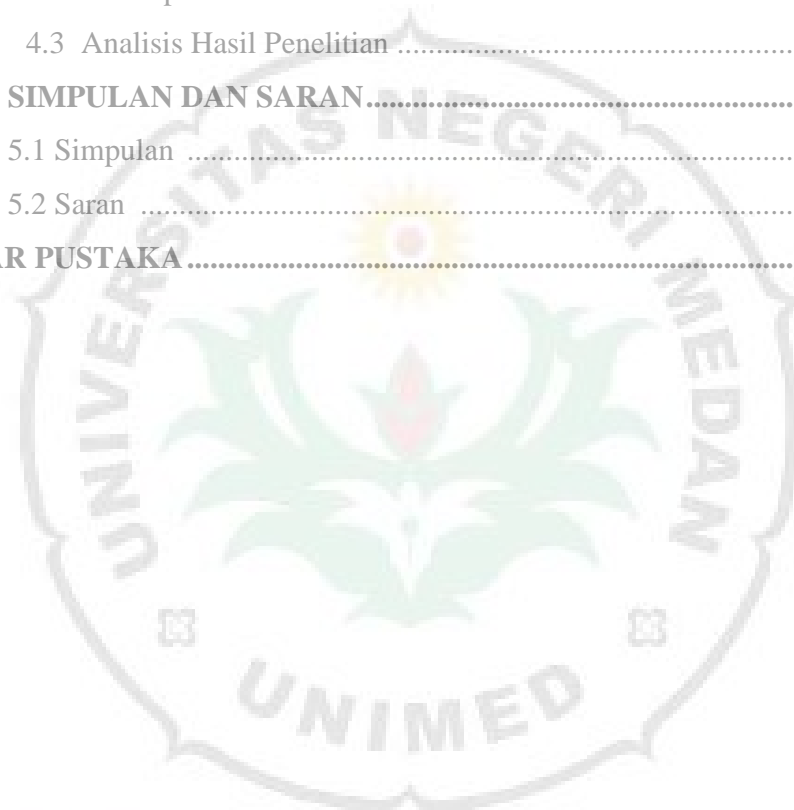 4.3 Analisis Hasil Penelitian ......................................................
SIMPULAN DAN SARAN..........................................................
5.1 Simpulan ................................................................................
5.2 Saran ......................................................................................
AR PUSTAKA................................................................................
UNIVERSITAS NEGERI MEDAN
UNIMED